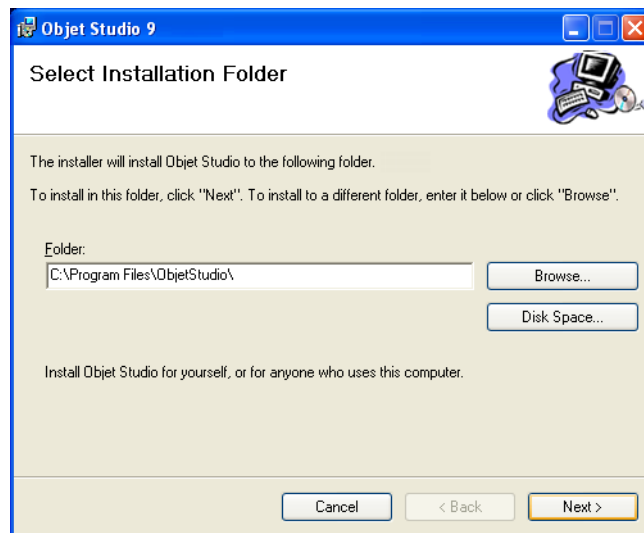 Objet Studio 9
Select Installation Folder
The installer will install Objet Studio to the following folder.
To install in this folder, click "Next". To install to a different folder, enter it below or click "Browse".
Folder:
C:\Program Files\ObjetStudio\
Browse...
Disk Space...
Install Objet Studio for yourself, or for anyone who uses this computer.
Cancel
< Back
Next >